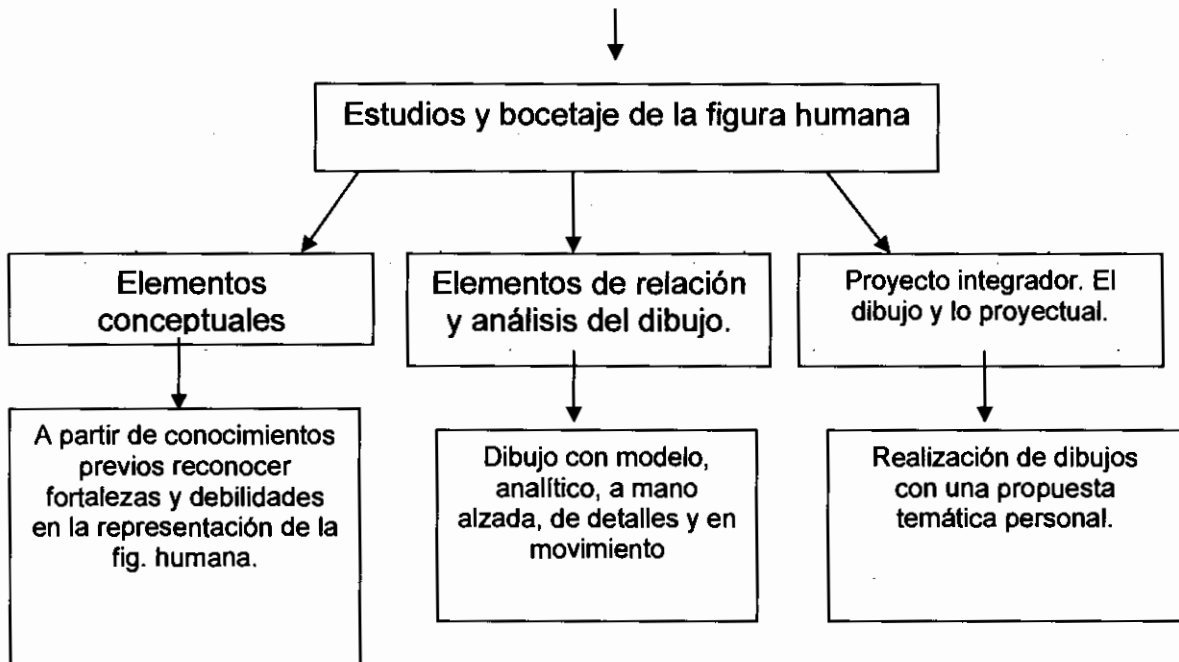 Estudios y bocetaje de la figura humana
Elementos
conceptuales
Elementos de relación
y análisis del dibujo.
Proyecto integrador. El
dibujo y lo proyectual.
A partir de conocimientos
previos reconocer
fortalezas y debilidades
en la representación de la
fig. humana.
Dibujo con modelo,
analítico, a mano
alzada, de detalles y en
movimiento
Realización de dibujos
con una propuesta
temática personal.